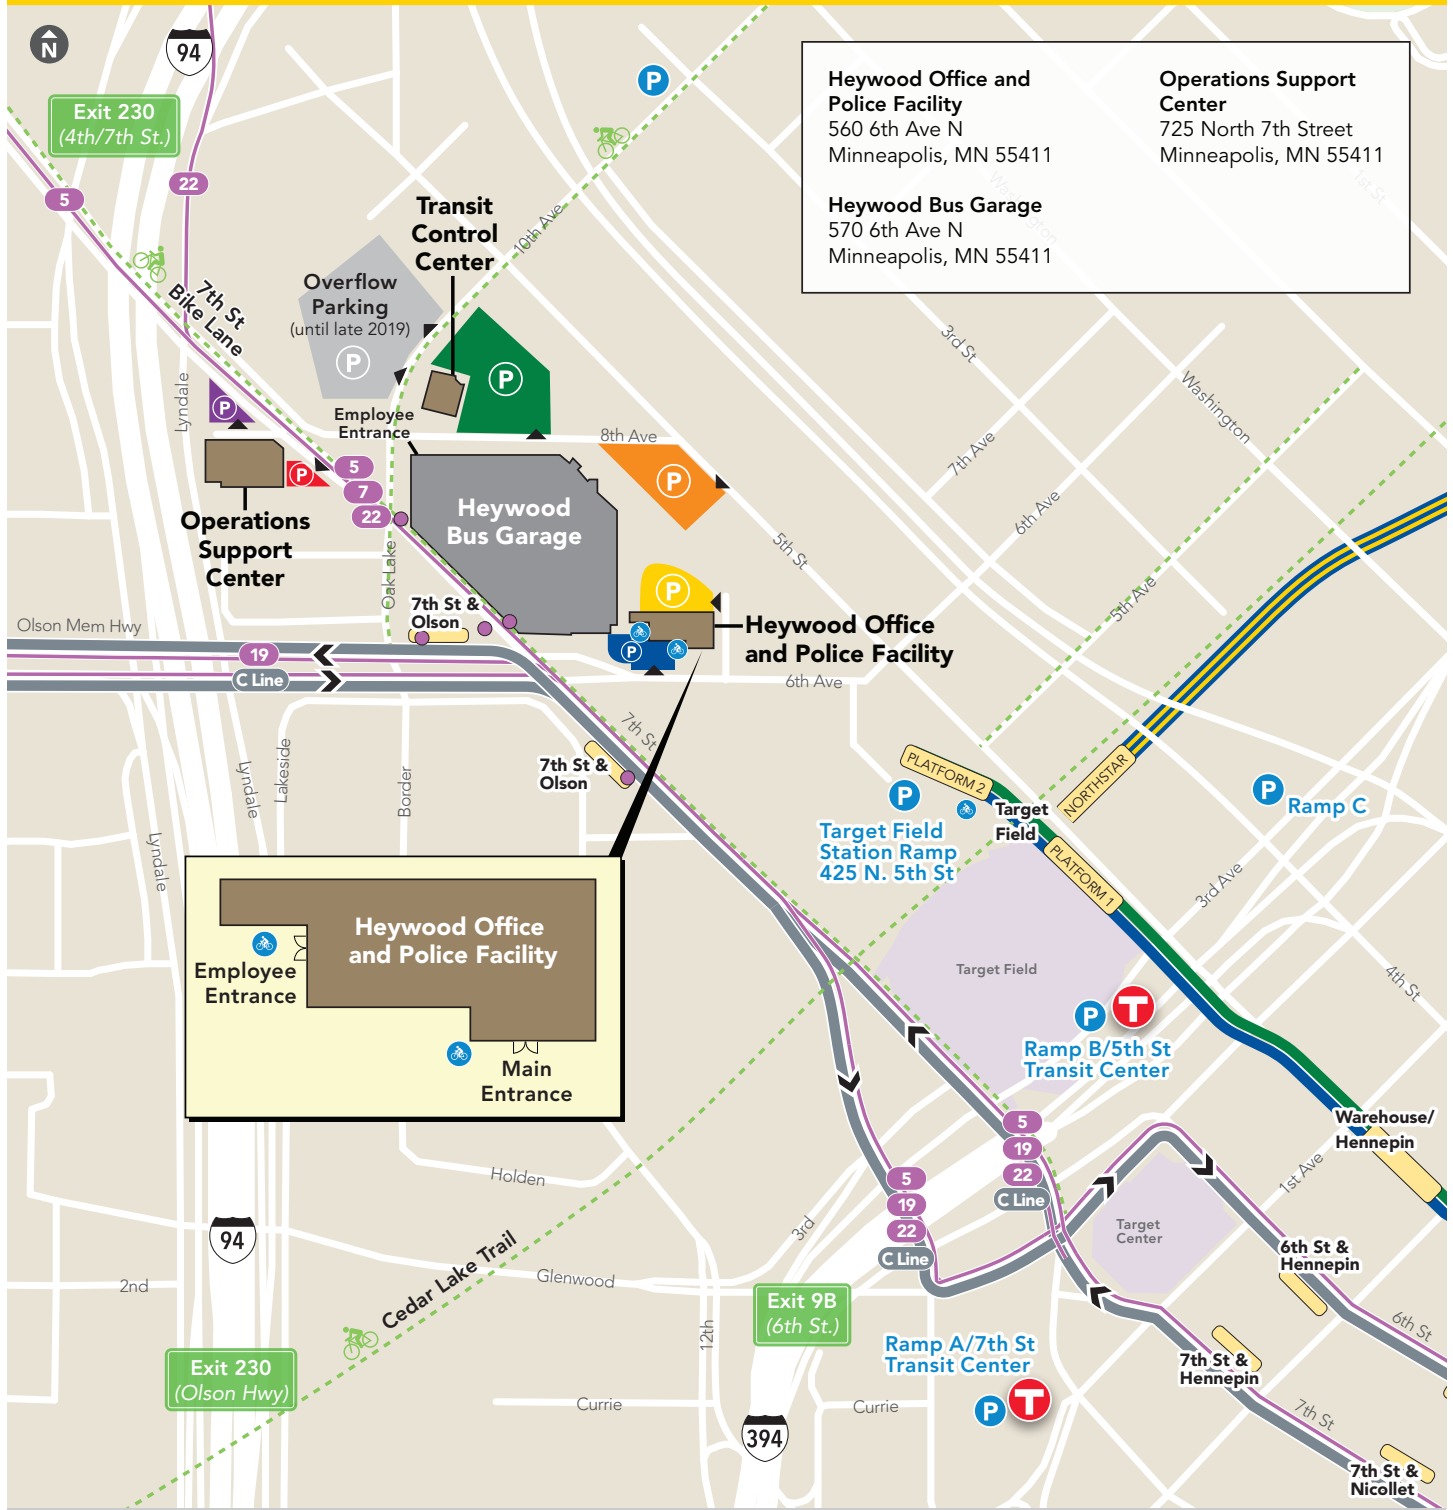 N
94
Exit 230
(4th/7th St.)
22
5
7th St
Bike Lane
Transit
Control
Center
10th Ave
Overflow
Parking
(until late 2019)
P
P
P
Heywood Office and
Police Facility
560 6th Ave N
Minneapolis, MN 55411
Heywood Bus Garage
570 6th Ave N
Minneapolis, MN 55411
Operations Support
Center
725 North 7th Street
Minneapolis, MN 55411
Washington
1st St
3rd St
Washington
7th Ave
6th Ave
5th Ave
Lyndale
P
P
Employee
Entrance
8th Ave
P
5th St
5
7
22
Heywood
Bus Garage
Operations
Support
Center
Oak Lake
7th St &
Olson
P
P
Heywood Office
and Police Facility
6th Ave
Olson Mem Hwy
19
C Line
7th St
7th St &
Olson
Lyndale
Lakeside
Border
Lyndale
PLATFORM 2
NORTHSTAR
Target
Field
PLATFORM 1
P
Target Field
Station Ramp
425 N. 5th St
P
Ramp C
3rd Ave
4th St
Heywood Office
and Police Facility
Employee
Entrance
Main
Entrance
Target Field
P
T
Ramp B/5th St
Transit Center
Warehouse/
Hennepin
5
19
22
C Line
5
19
22
C Line
1st Ave
Target
Center
6th St &
Hennepin
6th St
7th St &
Hennepin
7th St
7th St &
Nicollet
Holden
3rd
94
2nd
Cedar Lake Trail
Glenwood
12th
Exit 9B
(6th St.)
Exit 230
(Olson Hwy)
Ramp A/7th St
Transit Center
P
T
Currie
Currie
394